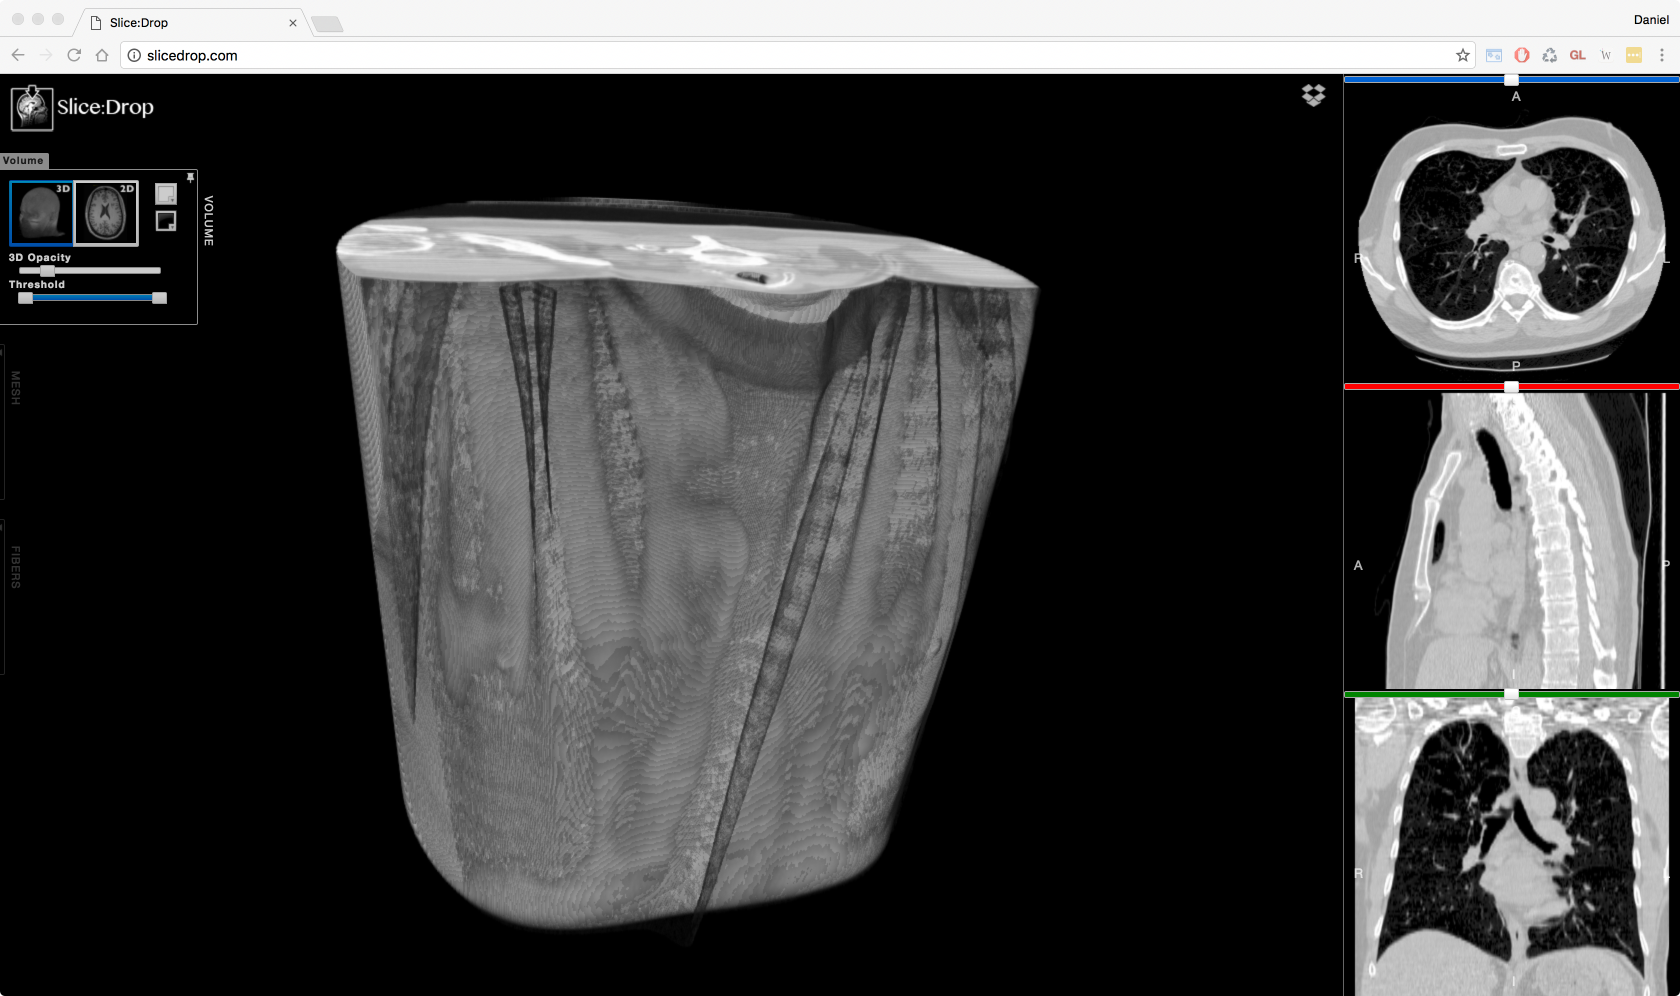 Slice:Drop
Daniel
slicedrop.com
GL
W
Slice:Drop
Volume
3D
2D
VOLUME
3D Opacity
Threshold
MESH
FIBERS
A
R
L
P
A
P
R
L